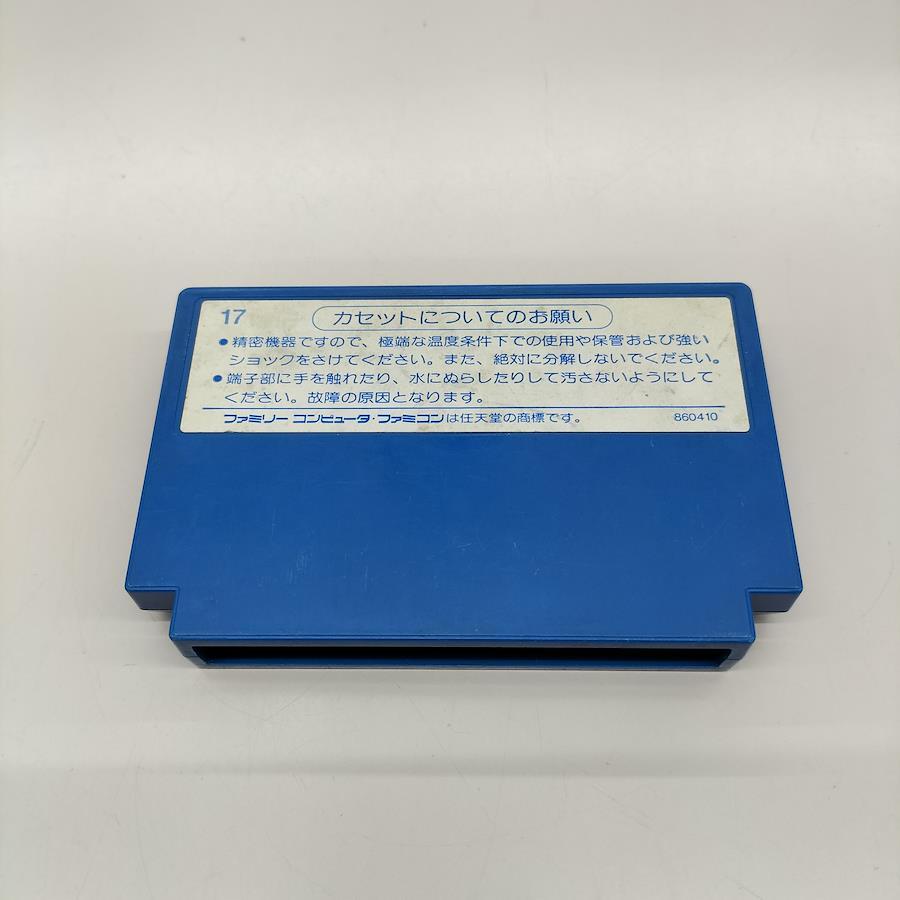 17 カセットについてのお願い
●精密機器ですので、極端な温度条件下での使用や保管および強い
ショックをさけてください。また、絶対に分解しないでください。
●端子部に手を触れたり、水にぬらしたりして汚さないようにして
ください。故障の原因となります。
ファミリー コンピュータ・ファミコンは任天堂の商標です。 860410